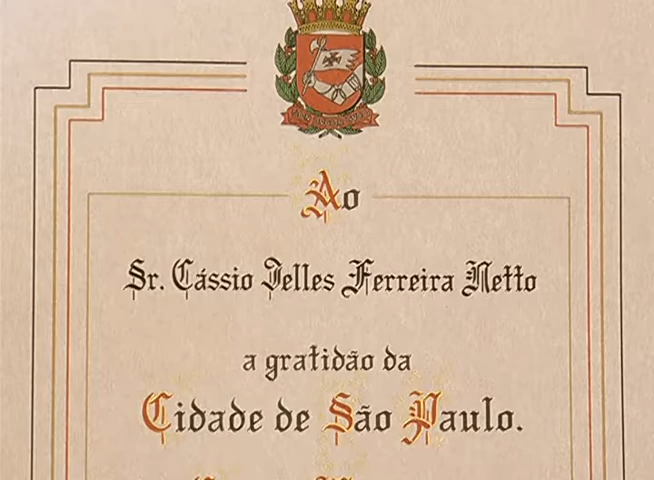 Ao
Sr. Cássio Telles Ferreira Netto
a gratidão da
Cidade de São Paulo.